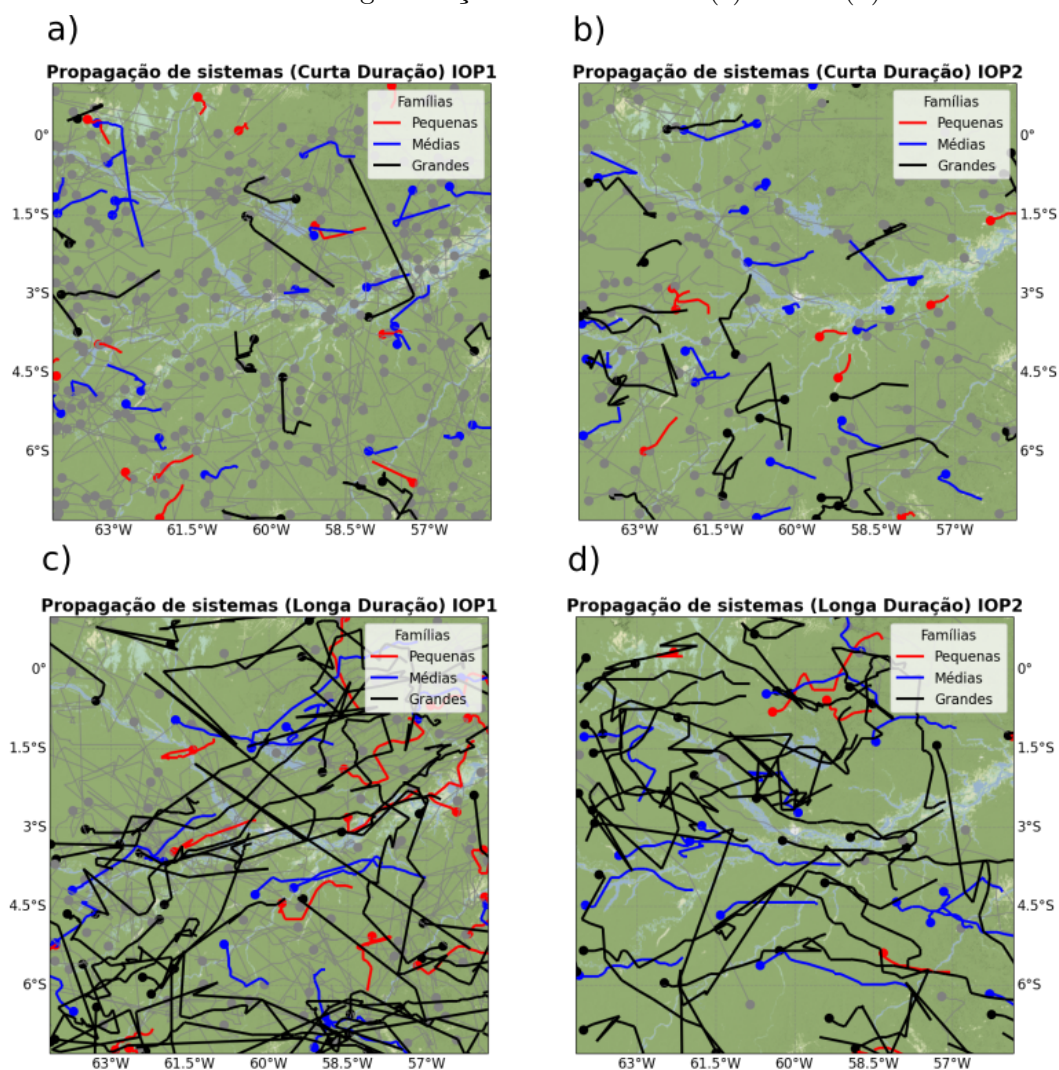 a)
b)
Propagação de sistemas (Curta Duração) IOP1
Propagação de sistemas (Curta Duração) IOP2
Famílias
Pequenas
Médias
Grandes
Famílias
Pequenas
Médias
Grandes
0°
1.5°S
3°S
4.5°S
6°S
0°
1.5°S
3°S
4.5°S
6°S
63°W 61.5°W 60°W 58.5°W 57°W
63°W 61.5°W 60°W 58.5°W 57°W
c)
d)
Propagação de sistemas (Longa Duração) IOP1
Propagação de sistemas (Longa Duração) IOP2
Famílias
Pequenas
Médias
Grandes
Famílias
Pequenas
Médias
Grandes
0°
1.5°S
3°S
4.5°S
6°S
0°
1.5°S
3°S
4.5°S
6°S
63°W 61.5°W 60°W 58.5°W 57°W
63°W 61.5°W 60°W 58.5°W 57°W